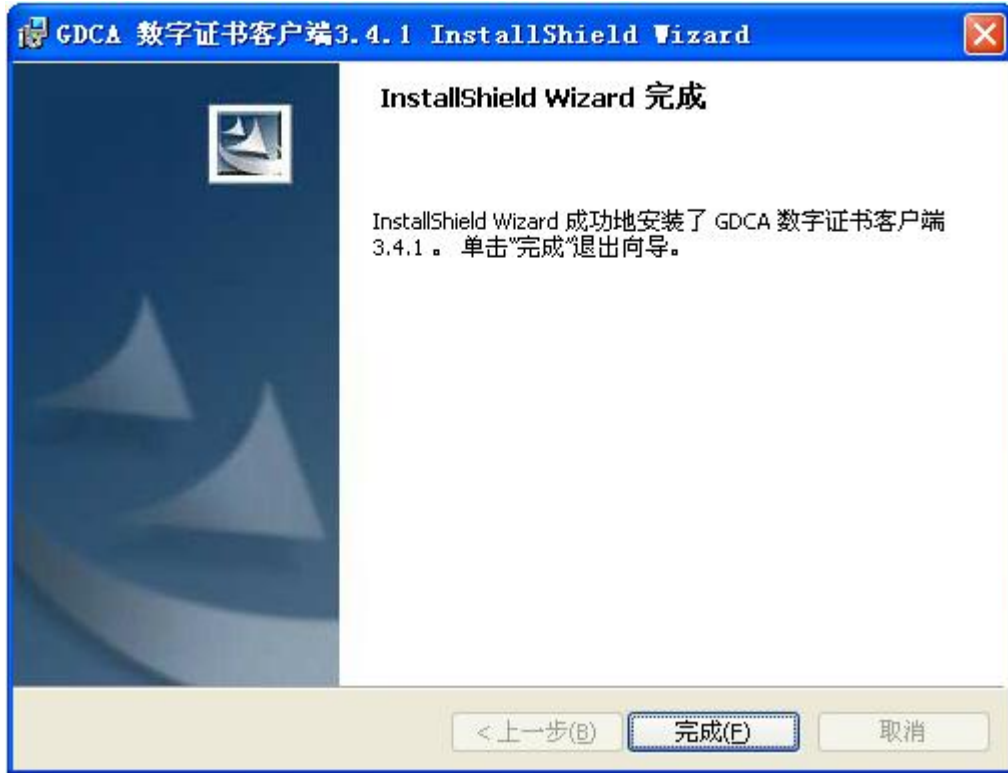 GDCA 数字证书客户端3.4.1 InstallShield Wizard
InstallShield Wizard 完成
InstallShield Wizard 成功地安装了 GDCA 数字证书客户端
3.4.1 。 单击"完成"退出向导。
<上一步(B) 完成(F) 取消